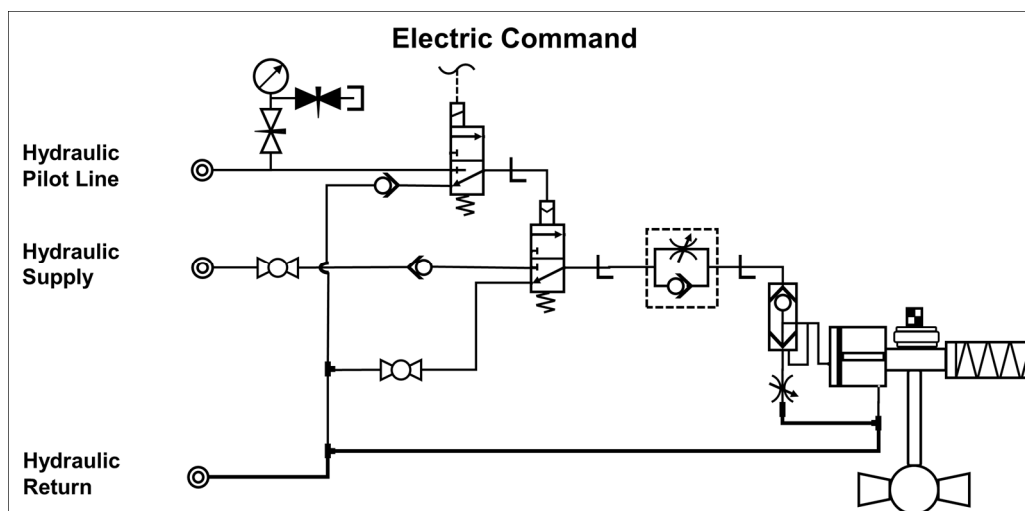 Electric Command
Hydraulic
Pilot Line
Hydraulic
Supply
Hydraulic
Return